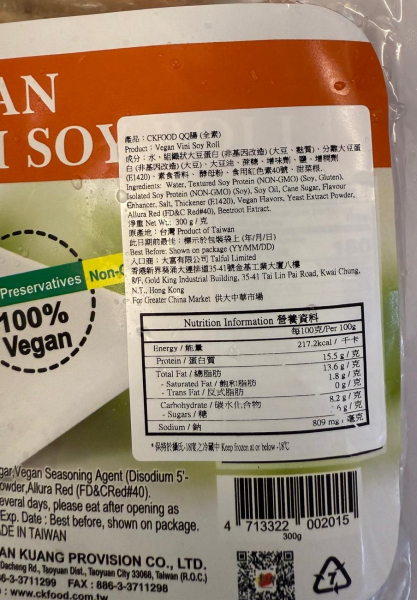 AN
I SOY
產品：CKFOOD QQ腸 (全素)
Product : Vegan Vini Soy Roll
成分：水、組織狀大豆蛋白 (非基因改造) (大豆、麩質)、分離大豆蛋
白 (非基因改造) (大豆)、大豆油、蔗糖、增味劑、鹽、增稠劑
(E1420)、素食香料、酵母粉、食用紅色素40號、甜菜根。
Ingredients: Water, Textured Soy Protein (NON-GMO) (Soy, Gluten),
Isolated Soy Protein (NON-GMO) (Soy), Soy Oil, Cane Sugar, Flavour
Enhancer, Salt, Thickener (E1420), Vegan Flavors, Yeast Extract Powder,
Allura Red (FD&C Red#40), Beetroot Extract.
淨重 Net Wt.: 300 g / 克
原產地：台灣 Product of Taiwan
此日期前最佳：標示於包裝袋上 (年/月/日)
Best Before: Shown on package (YY/MM/DD)
入口商：大富有限公司 Taiful Limited
香港新界葵涌大連排道35-41號金基工業大廈八樓
8/F, Gold King Industrial Building, 35-41 Tai Lin Pai Road, Kwai Chung,
N.T., Hong Kong
For Greater China Market 供大中華市場
Nutrition Information 營養資料
每100克/Per 100g
Energy / 能量 217.2kcal / 千卡
Protein / 蛋白質 15.5 g / 克
Total Fat / 總脂肪 13.6 g / 克
- Saturated Fat / 飽和脂肪 1.8 g / 克
- Trans Fat / 反式脂肪 0 g / 克
Carbohydrate / 碳水化合物 8.2 g / 克
- Sugars / 糖 6 g / 克
Sodium / 鈉 809 mg / 毫克
*保持於攝氏-18度之冷藏中 Keep frozen at or below -18℃
Preservatives Non-G
100%
Vegan
gar,Vegan Seasoning Agent (Disodium 5'-
owder,Allura Red (FD&CRed#40).
everal days, please eat after opening as
Exp. Date : Best before, shown on package.
DE IN TAIWAN
AN KUANG PROVISION CO., LTD.
Dacheng Rd., Taoyuan Dist., Taoyuan City 33066, Taiwan (R.O.C.)
86-3-3711299 FAX : 886-3-3711298
: www.ckfood.com.tw
4 713322 002015
300g
7